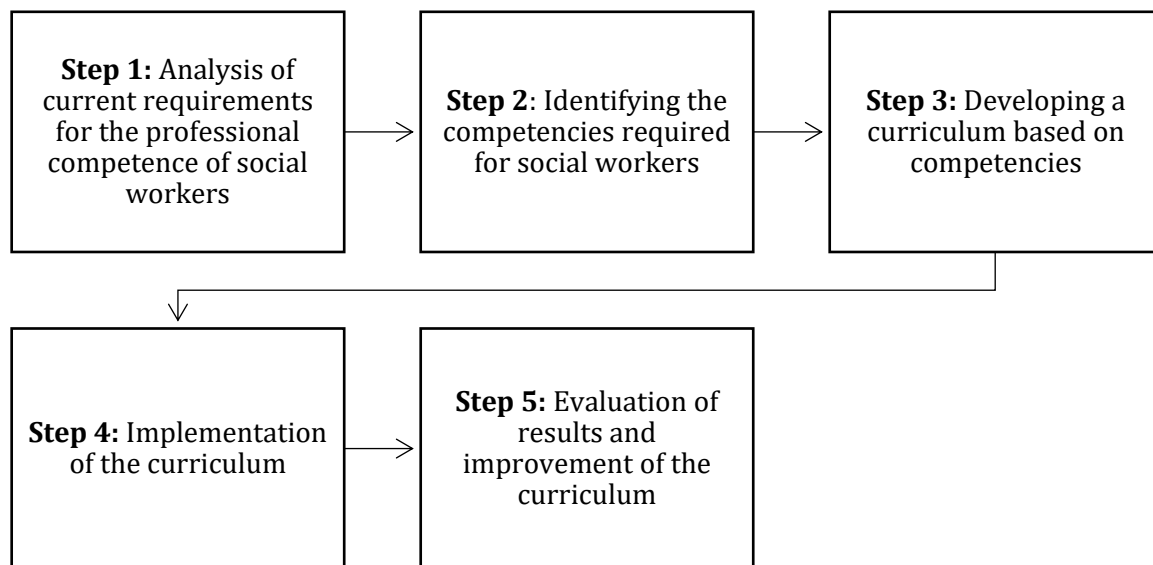 Step 1: Analysis of
current requirements
for the professional
competence of social
workers
Step 2: Identifying the
competencies required
for social workers
Step 3: Developing a
curriculum based on
competencies
Step 4: Implementation
of the curriculum
Step 5: Evaluation of
results and
improvement of the
curriculum